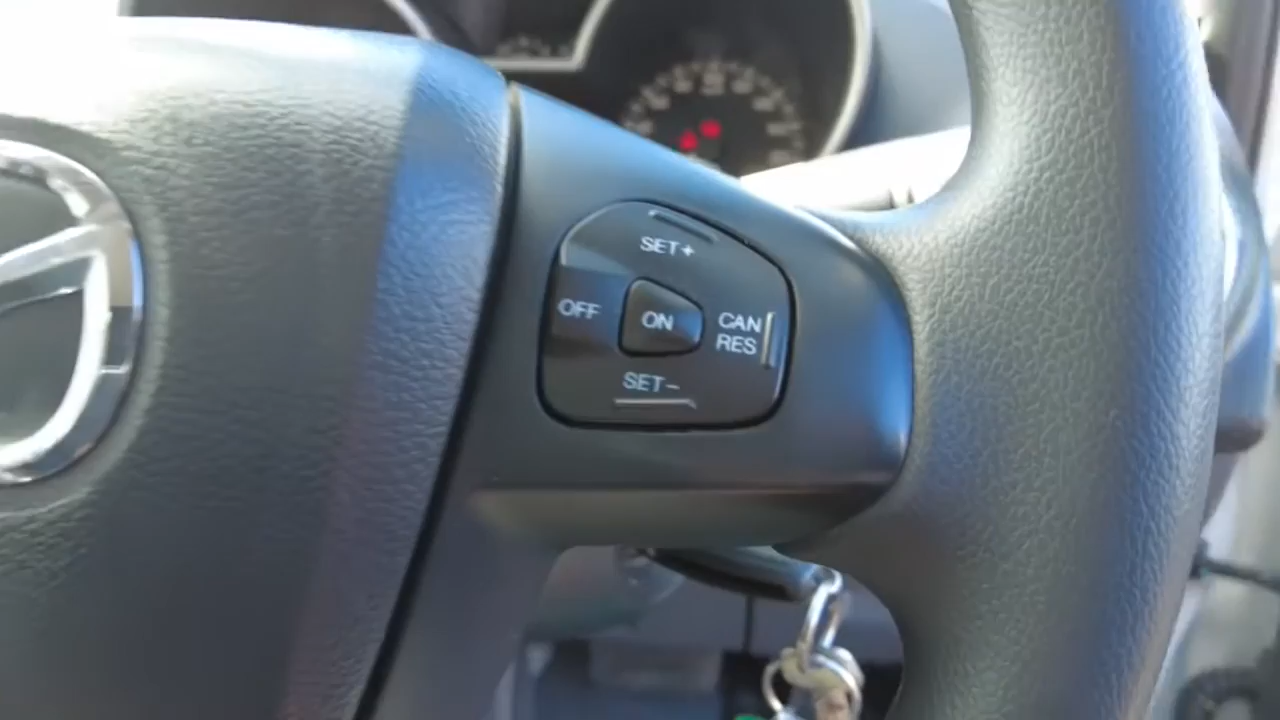 SET+
OFF
ON
CAN
RES
SET-